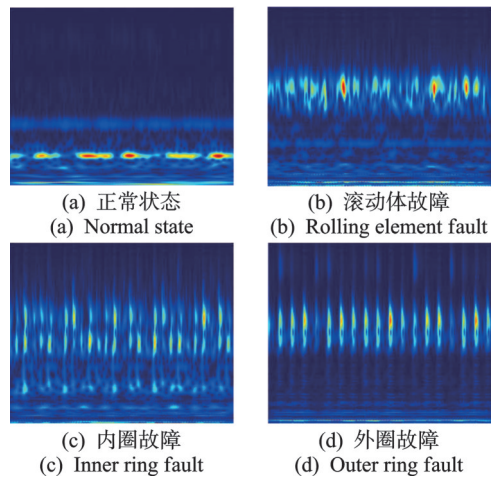 (a) 正常状态
(a) Normal state
(b) 滚动体故障
(b) Rolling element fault
(c) 内圈故障
(c) Inner ring fault
(d) 外圈故障
(d) Outer ring fault